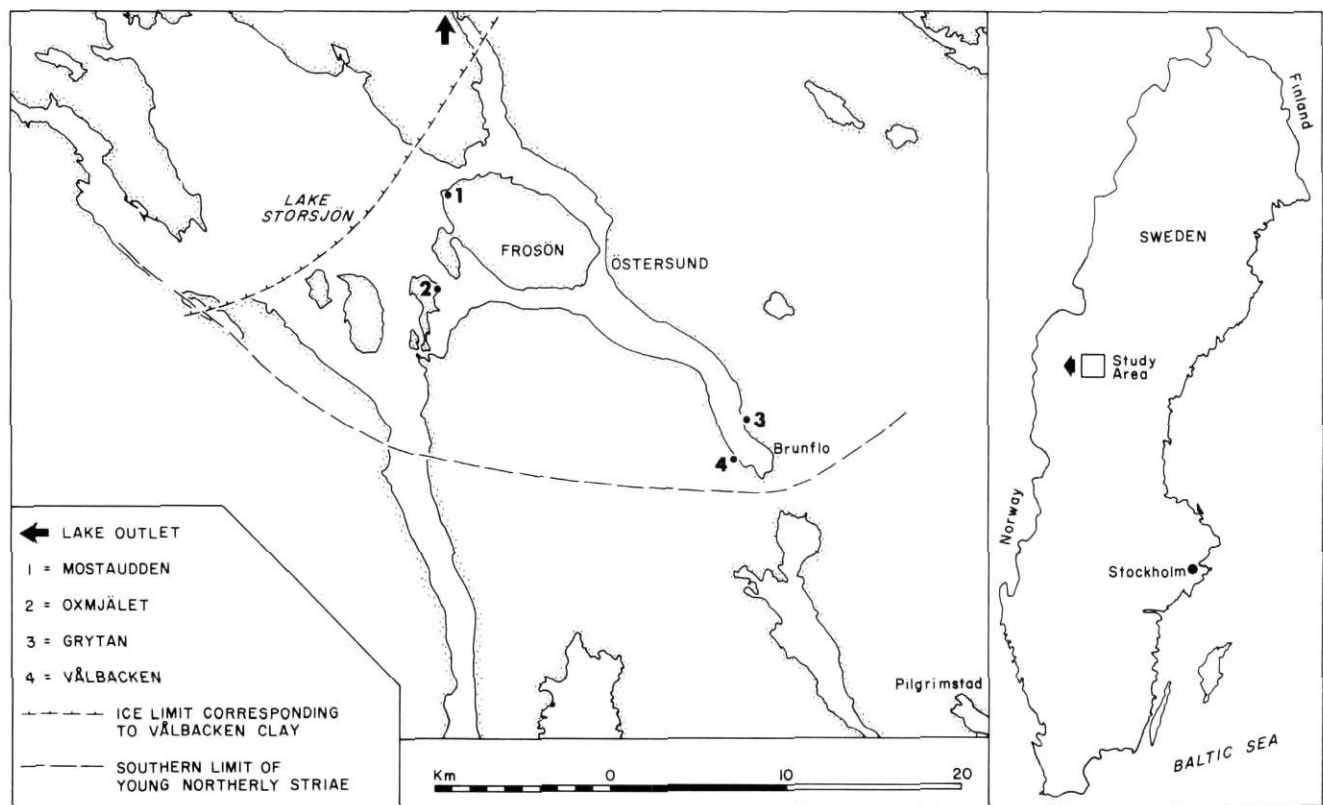 1
LAKE
STORSJÖN
FRÖSÖN
ÖSTERSUND
2
3
Brunflo
4
Pilgrimstad
LAKE OUTLET
1 = MOSTAUDDEN
2 = OXMJÄLET
3 = GRYTAN
4 = VÅLBACKEN
ICE LIMIT CORRESPONDING
TO VÅLBACKEN CLAY
SOUTHERN LIMIT OF
YOUNG NORTHERLY STRIAE
Km 0 10 20
Finland
SWEDEN
Study
Area
Norway
Stockholm
BALTIC SEA